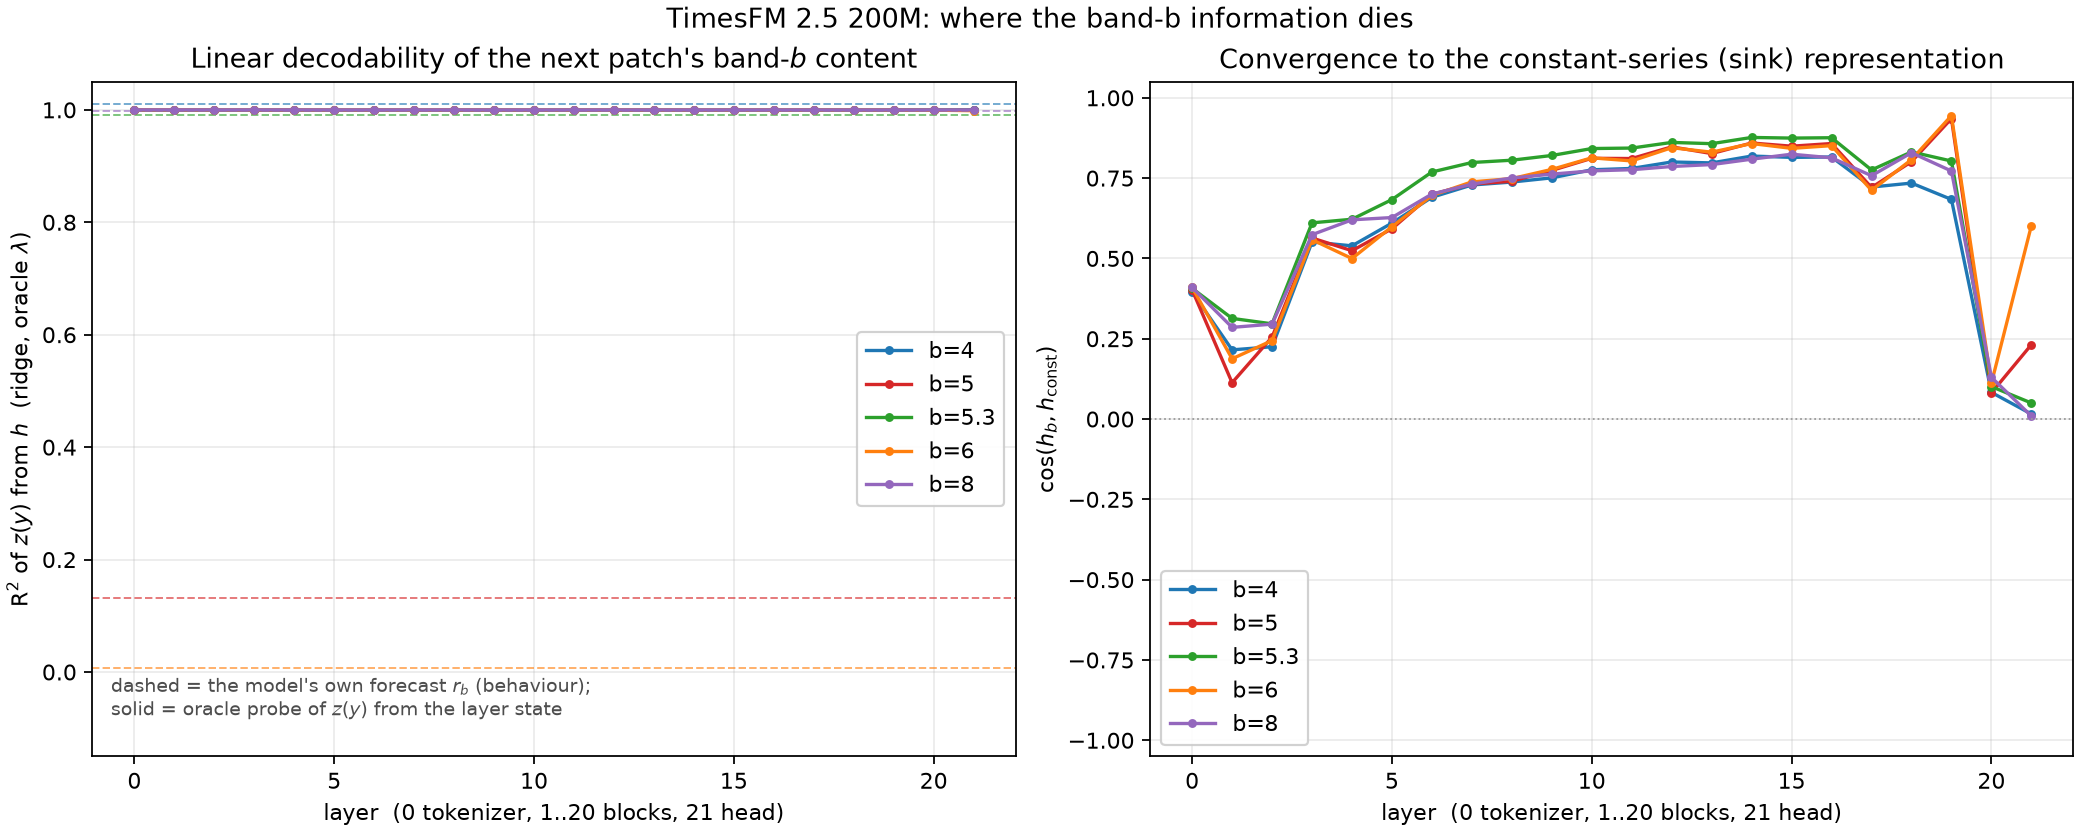 TimesFM 2.5 200M: where the band-b information dies
Linear decodability of the next patch's band-b content
R² of z(y) from h (ridge, oracle λ)
1.0
0.8
0.6
0.4
0.2
0.0
b=4
b=5
b=5.3
b=6
b=8
dashed = the model's own forecast r_b (behaviour);
solid = oracle probe of z(y) from the layer state
0 5 10 15 20
layer (0 tokenizer, 1..20 blocks, 21 head)
Convergence to the constant-series (sink) representation
cos(h_b, h_const)
1.00
0.75
0.50
0.25
0.00
−0.25
−0.50
−0.75
−1.00
b=4
b=5
b=5.3
b=6
b=8
0 5 10 15 20
layer (0 tokenizer, 1..20 blocks, 21 head)